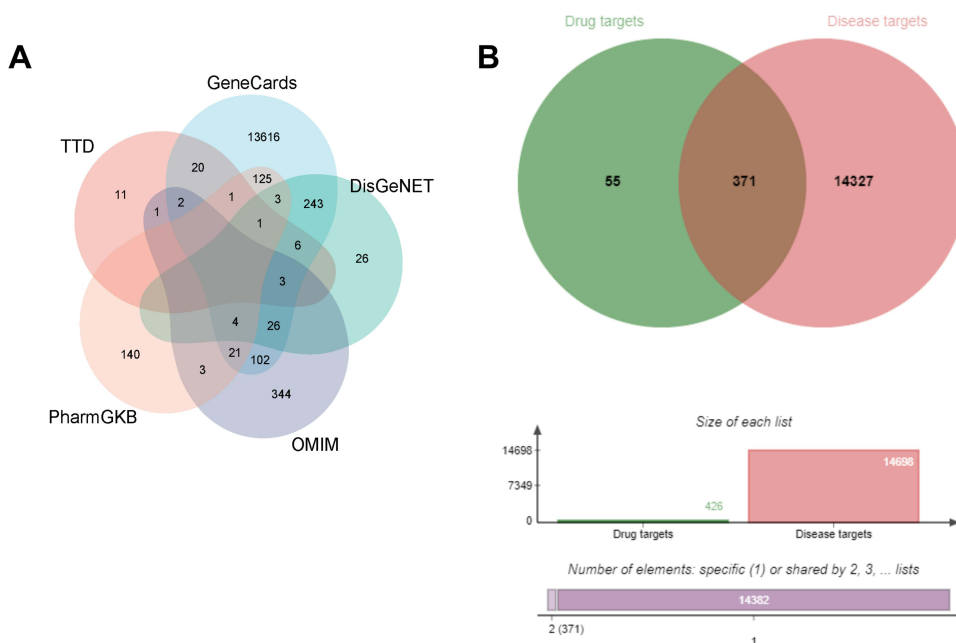 A
GeneCards
TTD
DisGeNET
PharmGKB
OMIM
13616
20
125
11
1
3
243
1
2
1
6
26
3
4
26
140
21
102
3
344
B
Drug targets
Disease targets
55
371
14327
Size of each list
14698
7349
0
426
14698
Drug targets
Disease targets
Number of elements: specific (1) or shared by 2, 3, ... lists
14382
2 (371)
1